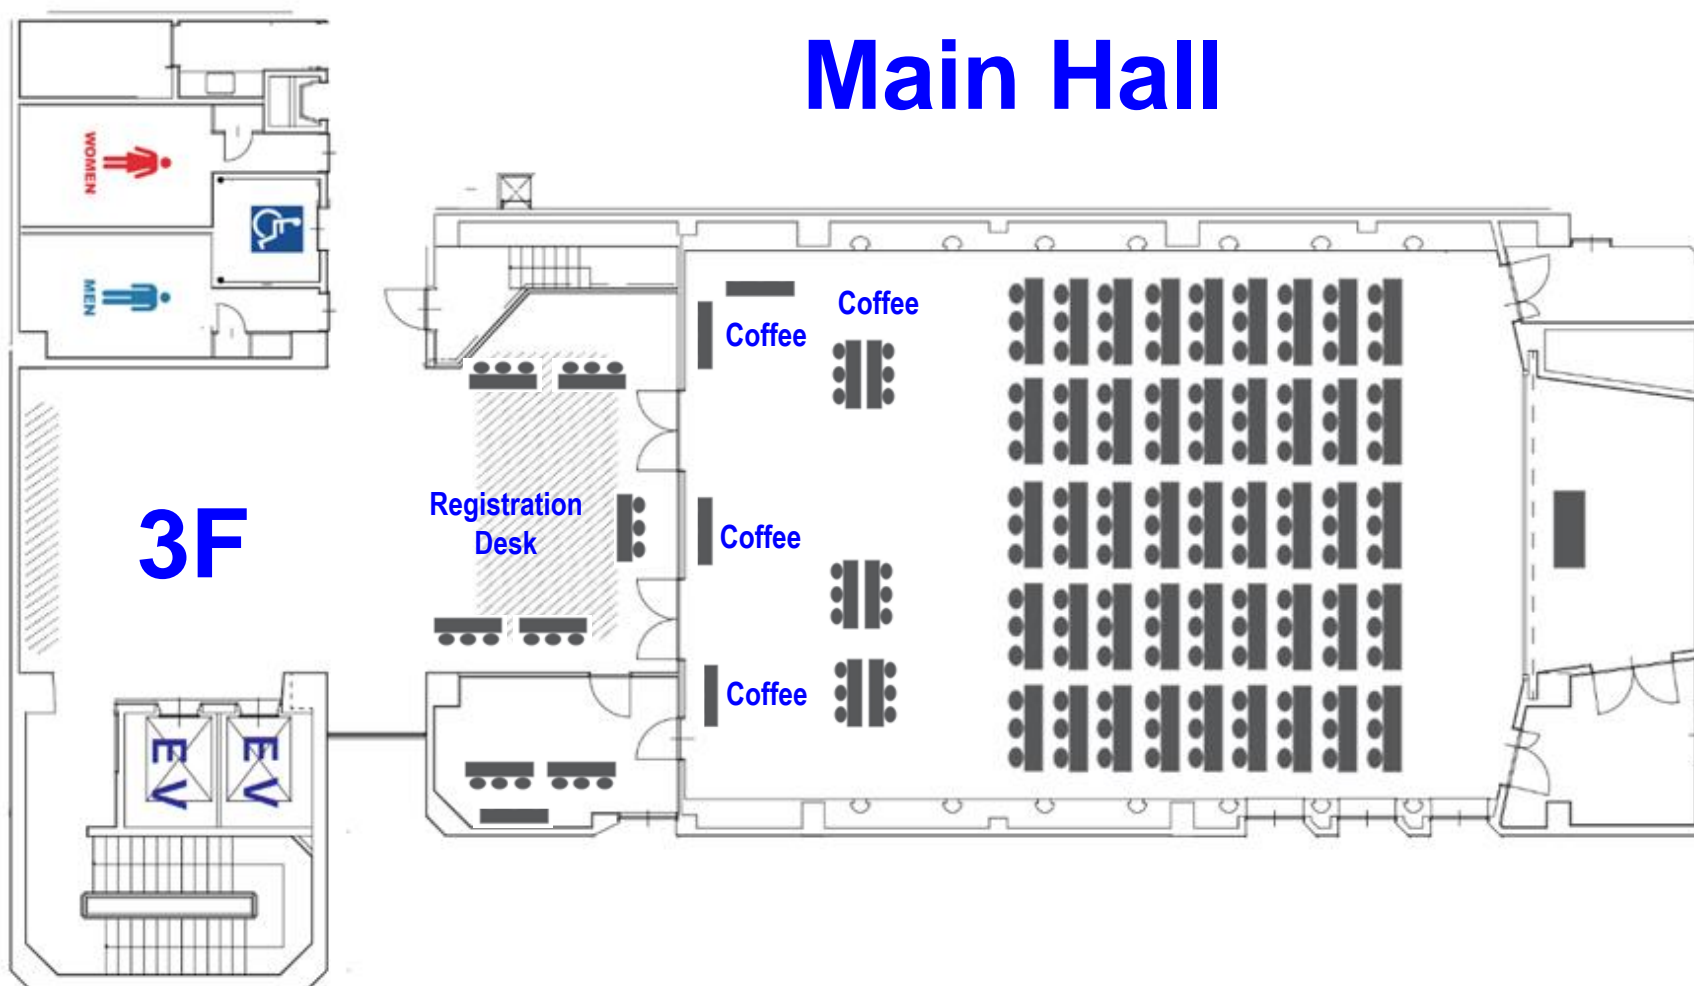 Main Hall
WOMEN
MEN
Coffee
Coffee
3F
Registration
Desk
Coffee
Coffee
EV
EV